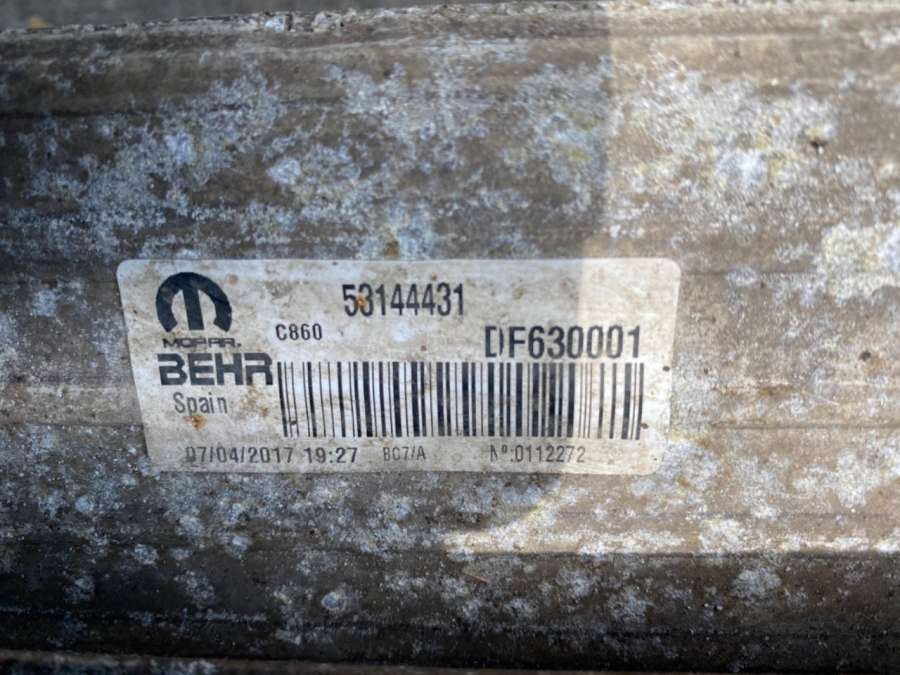 53144431
MOPAR.
C860
DF630001
BEHR
Spain
07/04/2017 19:27 BC7/A Nº:0112272